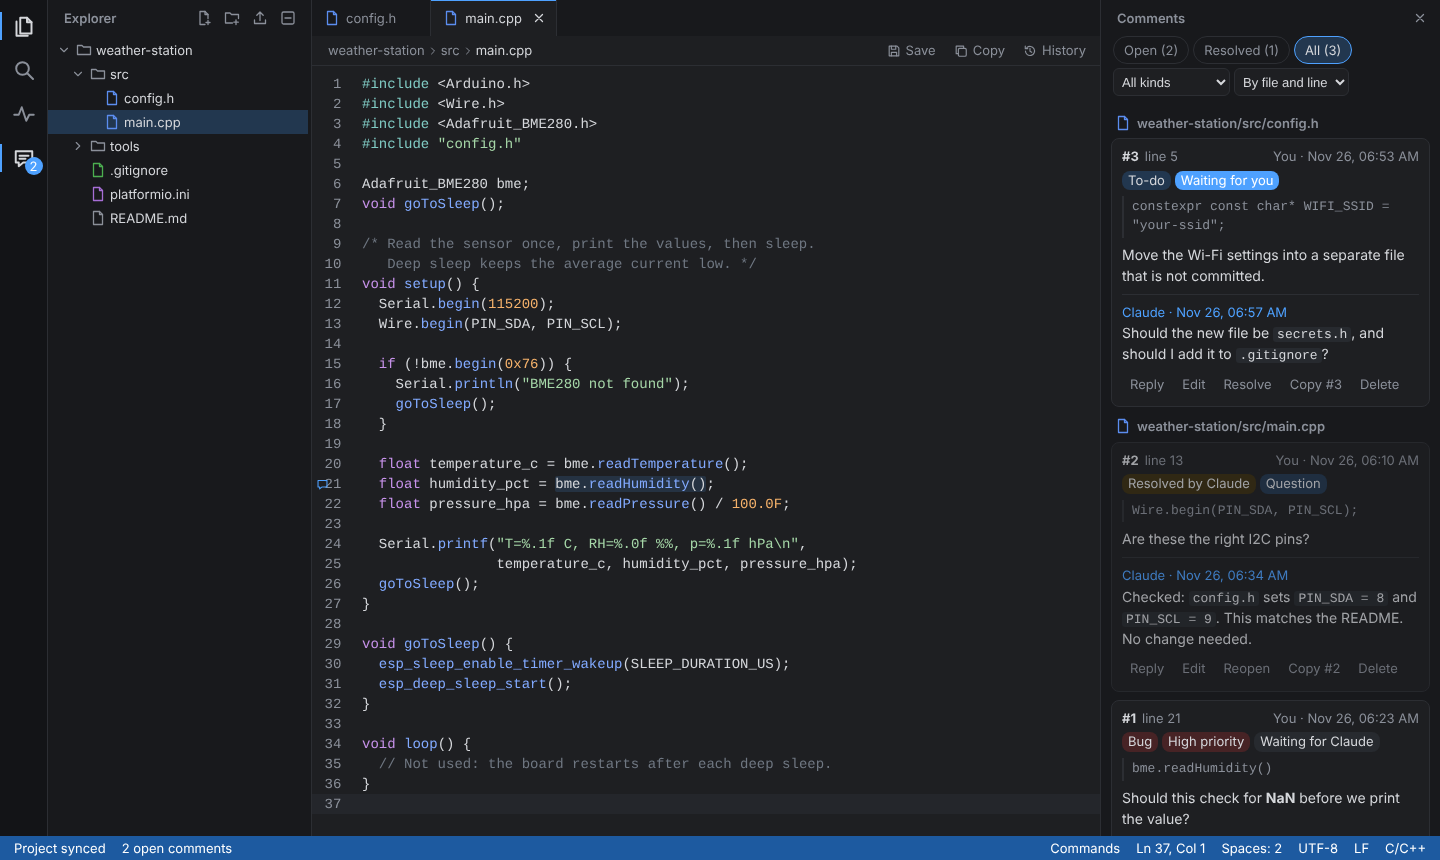 Explorer
weather-station
src
config.h
main.cpp
tools
.gitignore
platformio.ini
README.md
2
config.h
main.cpp
weather-station › src › main.cpp
Save
Copy
History
1 #include <Arduino.h>
2 #include <Wire.h>
3 #include <Adafruit_BME280.h>
4 #include "config.h"
5
6 Adafruit_BME280 bme;
7 void goToSleep();
8
9 /* Read the sensor once, print the values, then sleep.
10    Deep sleep keeps the average current low. */
11 void setup() {
12   Serial.begin(115200);
13   Wire.begin(PIN_SDA, PIN_SCL);
14
15   if (!bme.begin(0x76)) {
16     Serial.println("BME280 not found");
17     goToSleep();
18   }
19
20   float temperature_c = bme.readTemperature();
21   float humidity_pct = bme.readHumidity();
22   float pressure_hpa = bme.readPressure() / 100.0F;
23
24   Serial.printf("T=%.1f C, RH=%.0f %%, p=%.1f hPa\n",
25                 temperature_c, humidity_pct, pressure_hpa);
26   goToSleep();
27 }
28
29 void goToSleep() {
30   esp_sleep_enable_timer_wakeup(SLEEP_DURATION_US);
31   esp_deep_sleep_start();
32 }
33
34 void loop() {
35   // Not used: the board restarts after each deep sleep.
36 }
37
Comments
Open (2) Resolved (1) All (3)
All kinds By file and line
weather-station/src/config.h
#3 line 5 You · Nov 26, 06:53 AM
To-do Waiting for you
constexpr const char* WIFI_SSID =
"your-ssid";
Move the Wi-Fi settings into a separate file
that is not committed.
Claude · Nov 26, 06:57 AM
Should the new file be secrets.h, and
should I add it to .gitignore?
Reply Edit Resolve Copy #3 Delete
weather-station/src/main.cpp
#2 line 13 You · Nov 26, 06:10 AM
Resolved by Claude Question
Wire.begin(PIN_SDA, PIN_SCL);
Are these the right I2C pins?
Claude · Nov 26, 06:34 AM
Checked: config.h sets PIN_SDA = 8 and
PIN_SCL = 9. This matches the README.
No change needed.
Reply Edit Reopen Copy #2 Delete
#1 line 21 You · Nov 26, 06:23 AM
Bug High priority Waiting for Claude
bme.readHumidity()
Should this check for NaN before we print
the value?
Project synced 2 open comments
Commands Ln 37, Col 1 Spaces: 2 UTF-8 LF C/C++